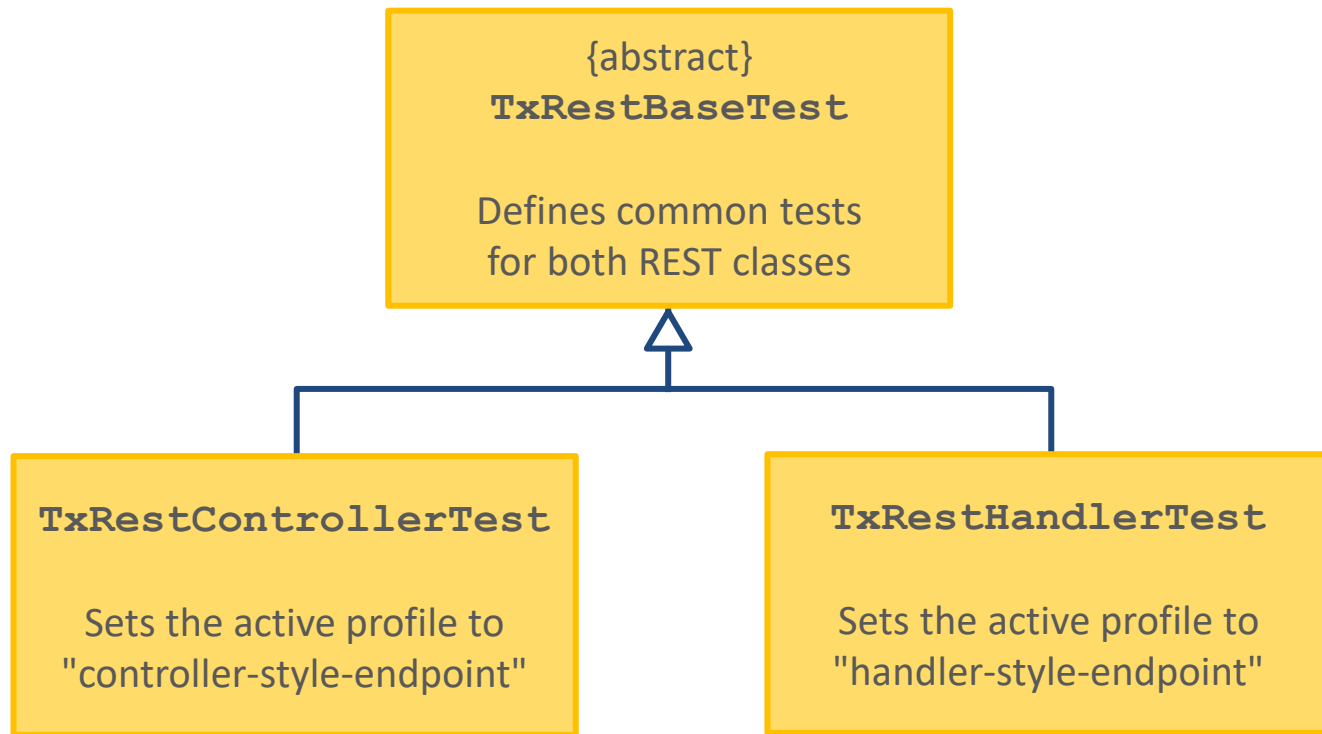 {abstract}
TxRestBaseTest
Defines common tests
for both REST classes
TxRestControllerTest
Sets the active profile to
"controller-style-endpoint"
TxRestHandlerTest
Sets the active profile to
"handler-style-endpoint"